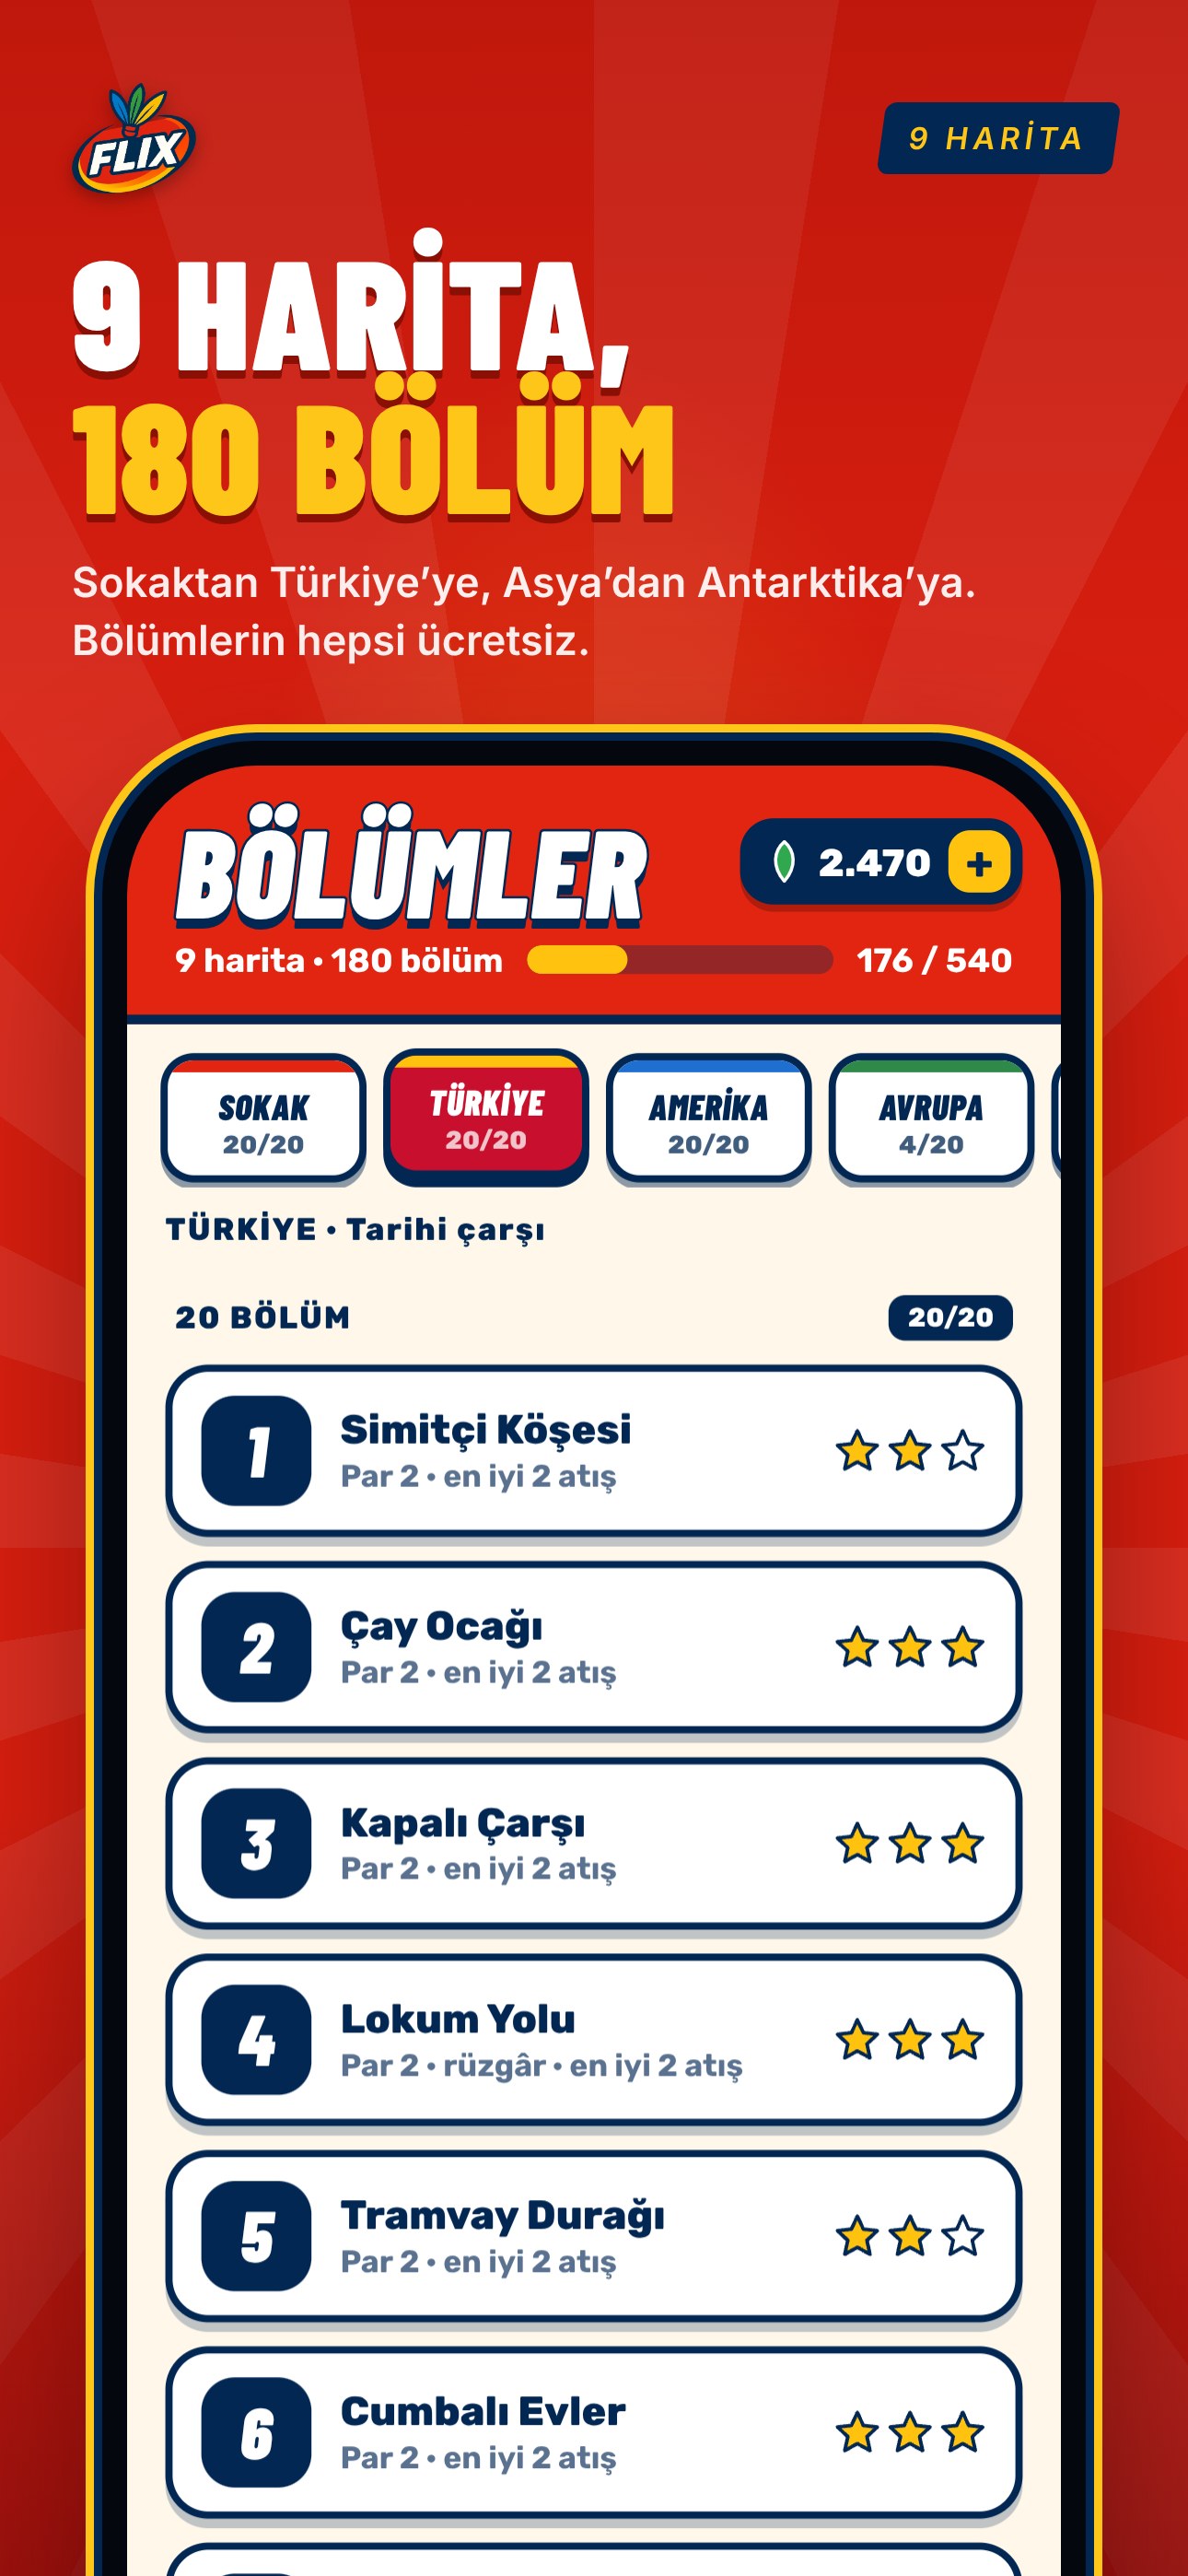 FLIX
9 HARİTA
9 HARİTA,
180 BÖLÜM
Sokaktan Türkiye’ye, Asya’dan Antarktika’ya.
Bölümlerin hepsi ücretsiz.
BÖLÜMLER
2.470 +
9 harita • 180 bölüm
176 / 540
SOKAK
20/20
TÜRKİYE
20/20
AMERİKA
20/20
AVRUPA
4/20
TÜRKİYE • Tarihi çarşı
20 BÖLÜM
20/20
1
Simitçi Köşesi
Par 2 • en iyi 2 atış
2
Çay Ocağı
Par 2 • en iyi 2 atış
3
Kapalı Çarşı
Par 2 • en iyi 2 atış
4
Lokum Yolu
Par 2 • rüzgâr • en iyi 2 atış
5
Tramvay Durağı
Par 2 • en iyi 2 atış
6
Cumbalı Evler
Par 2 • en iyi 2 atış